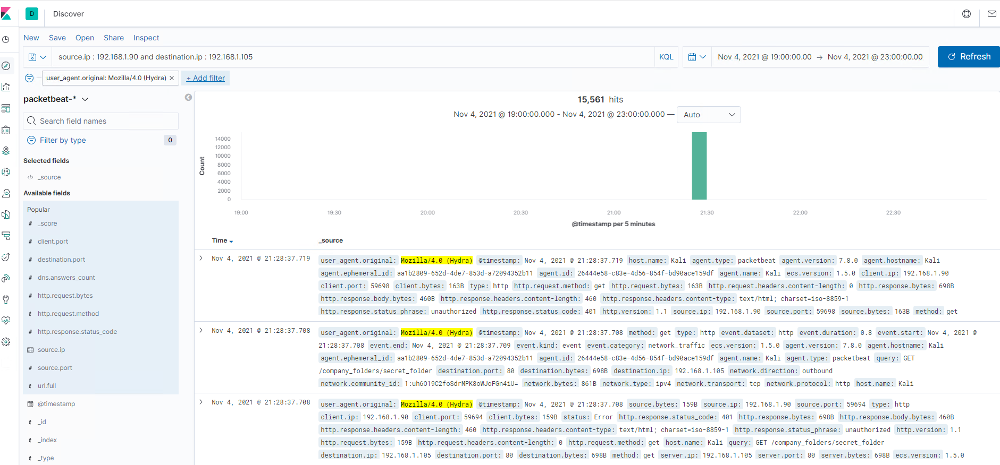 D Discover
New Save Open Share Inspect
source.ip : 192.168.1.90 and destination.ip : 192.168.1.105 KQL Nov 4, 2021 @ 19:00:00.00 → Nov 4, 2021 @ 23:00:00.00 Refresh
user_agent.original: Mozilla/4.0 (Hydra) × + Add filter
packetbeat-*
Search field names
Filter by type 0
Selected fields
</> _source
Available fields
Popular
# _score
# client.port
# destination.port
# dns.answers_count
# http.request.bytes
t http.request.method
# http.response.status_code
source.ip
# source.port
t url.full
@timestamp
t _id
t _index
t _type
15,561 hits
Nov 4, 2021 @ 19:00:00.000 - Nov 4, 2021 @ 23:00:00.000 — Auto
Count
14000
12000
10000
8000
6000
4000
2000
0
19:00 19:30 20:00 20:30 21:00 21:30 22:00 22:30
@timestamp per 5 minutes
Time _source
Nov 4, 2021 @ 21:28:37.719
user_agent.original: Mozilla/4.0 (Hydra) @timestamp: Nov 4, 2021 @ 21:28:37.719 host.name: Kali agent.type: packetbeat agent.version: 7.8.0 agent.hostname: Kali
agent.ephemeral_id: aa1b2809-652d-4de7-853d-a72094352b11 agent.id: 26444e58-c83e-4d56-854f-bd90ace159df agent.name: Kali ecs.version: 1.5.0 client.ip: 192.168.1.90
client.port: 59698 client.bytes: 163B type: http http.request.method: get http.request.bytes: 163B http.request.headers.content-length: 0 http.response.bytes: 698B
http.response.body.bytes: 460B http.response.headers.content-length: 460 http.response.headers.content-type: text/html; charset=iso-8859-1
http.response.status_phrase: unauthorized http.response.status_code: 401 http.version: 1.1 source.ip: 192.168.1.90 source.port: 59698 source.bytes: 163B method: get
Nov 4, 2021 @ 21:28:37.708
user_agent.original: Mozilla/4.0 (Hydra) @timestamp: Nov 4, 2021 @ 21:28:37.708 method: get type: http event.dataset: http event.duration: 0.8 event.start: Nov 4, 2021 @
21:28:37.708 event.end: Nov 4, 2021 @ 21:28:37.709 event.kind: event event.category: network_traffic ecs.version: 1.5.0 agent.version: 7.8.0 agent.hostname: Kali
agent.ephemeral_id: aa1b2809-652d-4de7-853d-a72094352b11 agent.id: 26444e58-c83e-4d56-854f-bd90ace159df agent.name: Kali agent.type: packetbeat query: GET
/company_folders/secret_folder destination.port: 80 destination.bytes: 698B destination.ip: 192.168.1.105 network.direction: outbound
network.community_id: 1:uh6O19C2foSdrMPK8oWJoFGn4iU= network.bytes: 861B network.type: ipv4 network.transport: tcp network.protocol: http host.name: Kali
Nov 4, 2021 @ 21:28:37.708
user_agent.original: Mozilla/4.0 (Hydra) @timestamp: Nov 4, 2021 @ 21:28:37.708 source.bytes: 159B source.ip: 192.168.1.90 source.port: 59694 type: http
client.ip: 192.168.1.90 client.port: 59694 client.bytes: 159B status: Error http.response.status_code: 401 http.response.bytes: 698B http.response.body.bytes: 460B
http.response.headers.content-length: 460 http.response.headers.content-type: text/html; charset=iso-8859-1 http.response.status_phrase: unauthorized http.version: 1.1
http.request.bytes: 159B http.request.headers.content-length: 0 http.request.method: get host.name: Kali query: GET /company_folders/secret_folder
destination.ip: 192.168.1.105 destination.port: 80 destination.bytes: 698B method: get server.ip: 192.168.1.105 server.port: 80 server.bytes: 698B ecs.version: 1.5.0